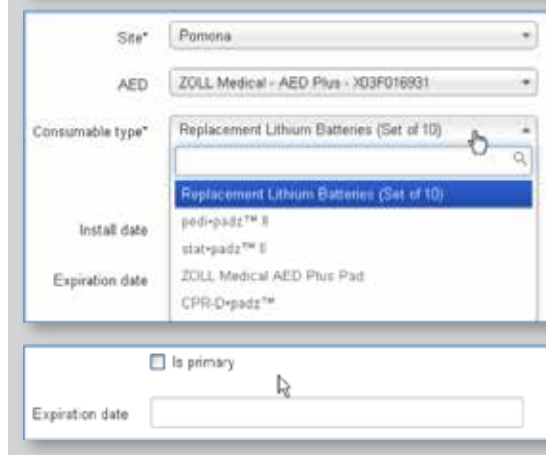 Site* Pomona
AED ZOLL Medical - AED Plus - X03F016931
Consumable type* Replacement Lithium Batteries (Set of 10)
Replacement Lithium Batteries (Set of 10)
pedi•padz™ II
Install date
stat•padz™ II
Expiration date ZOLL Medical AED Plus Pad
CPR-D•padz™
Is primary
Expiration date